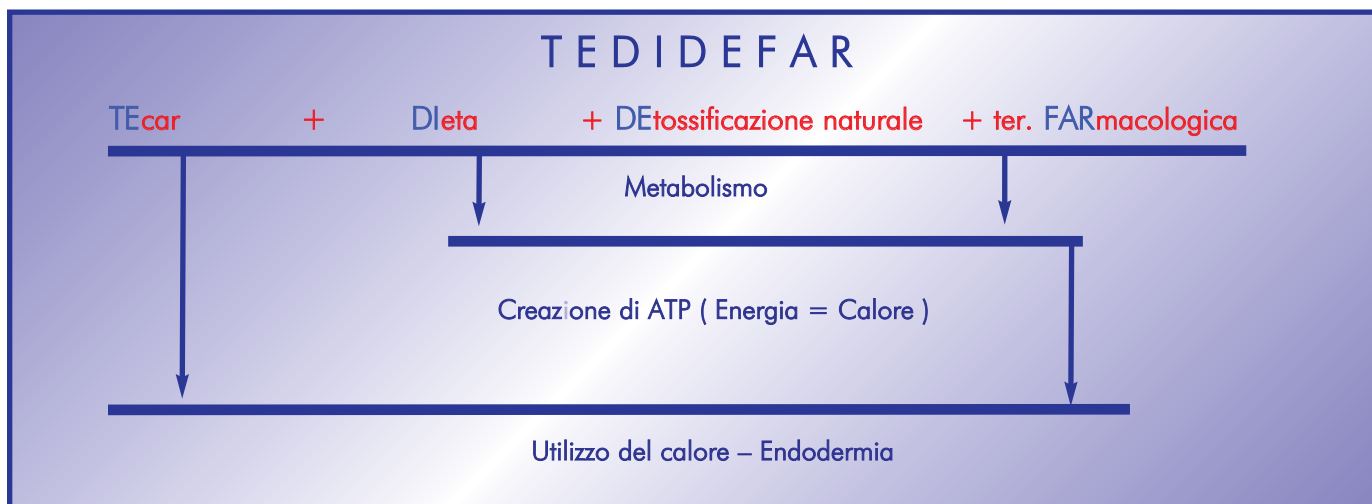 TEDIDEFAR
TEcar + DIeta + DEtossificazione naturale + ter. FARmacologica
Metabolismo
Creazione di ATP ( Energia = Calore )
Utilizzo del calore – Endodermia